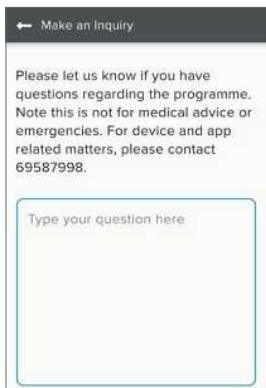 Make an Inquiry
Please let us know if you have
questions regarding the programme.
Note this is not for medical advice or
emergencies. For device and app
related matters, please contact
69587998.
Type your question here